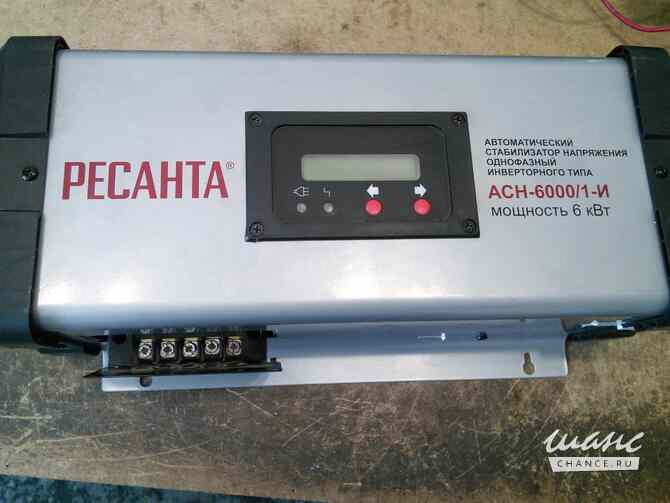 РЕСАНТА®
АВТОМАТИЧЕСКИЙ
СТАБИЛИЗАТОР НАПРЯЖЕНИЯ
ОДНОФАЗНЫЙ
ИНВЕРТОРНОГО ТИПА
АСН-6000/1-И
мощность 6 кВт
шанс
CHANCE.RU